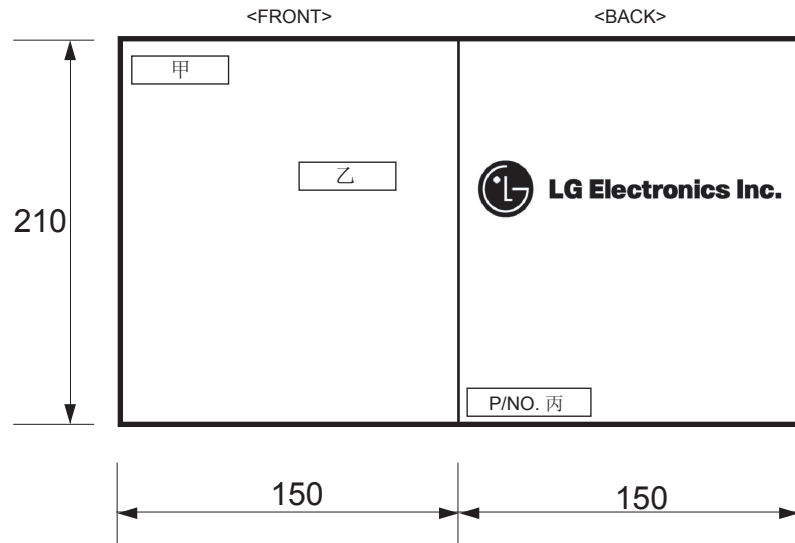 <FRONT>
<BACK>
甲
乙
LG Electronics Inc.
210
P/NO. 丙
150
150